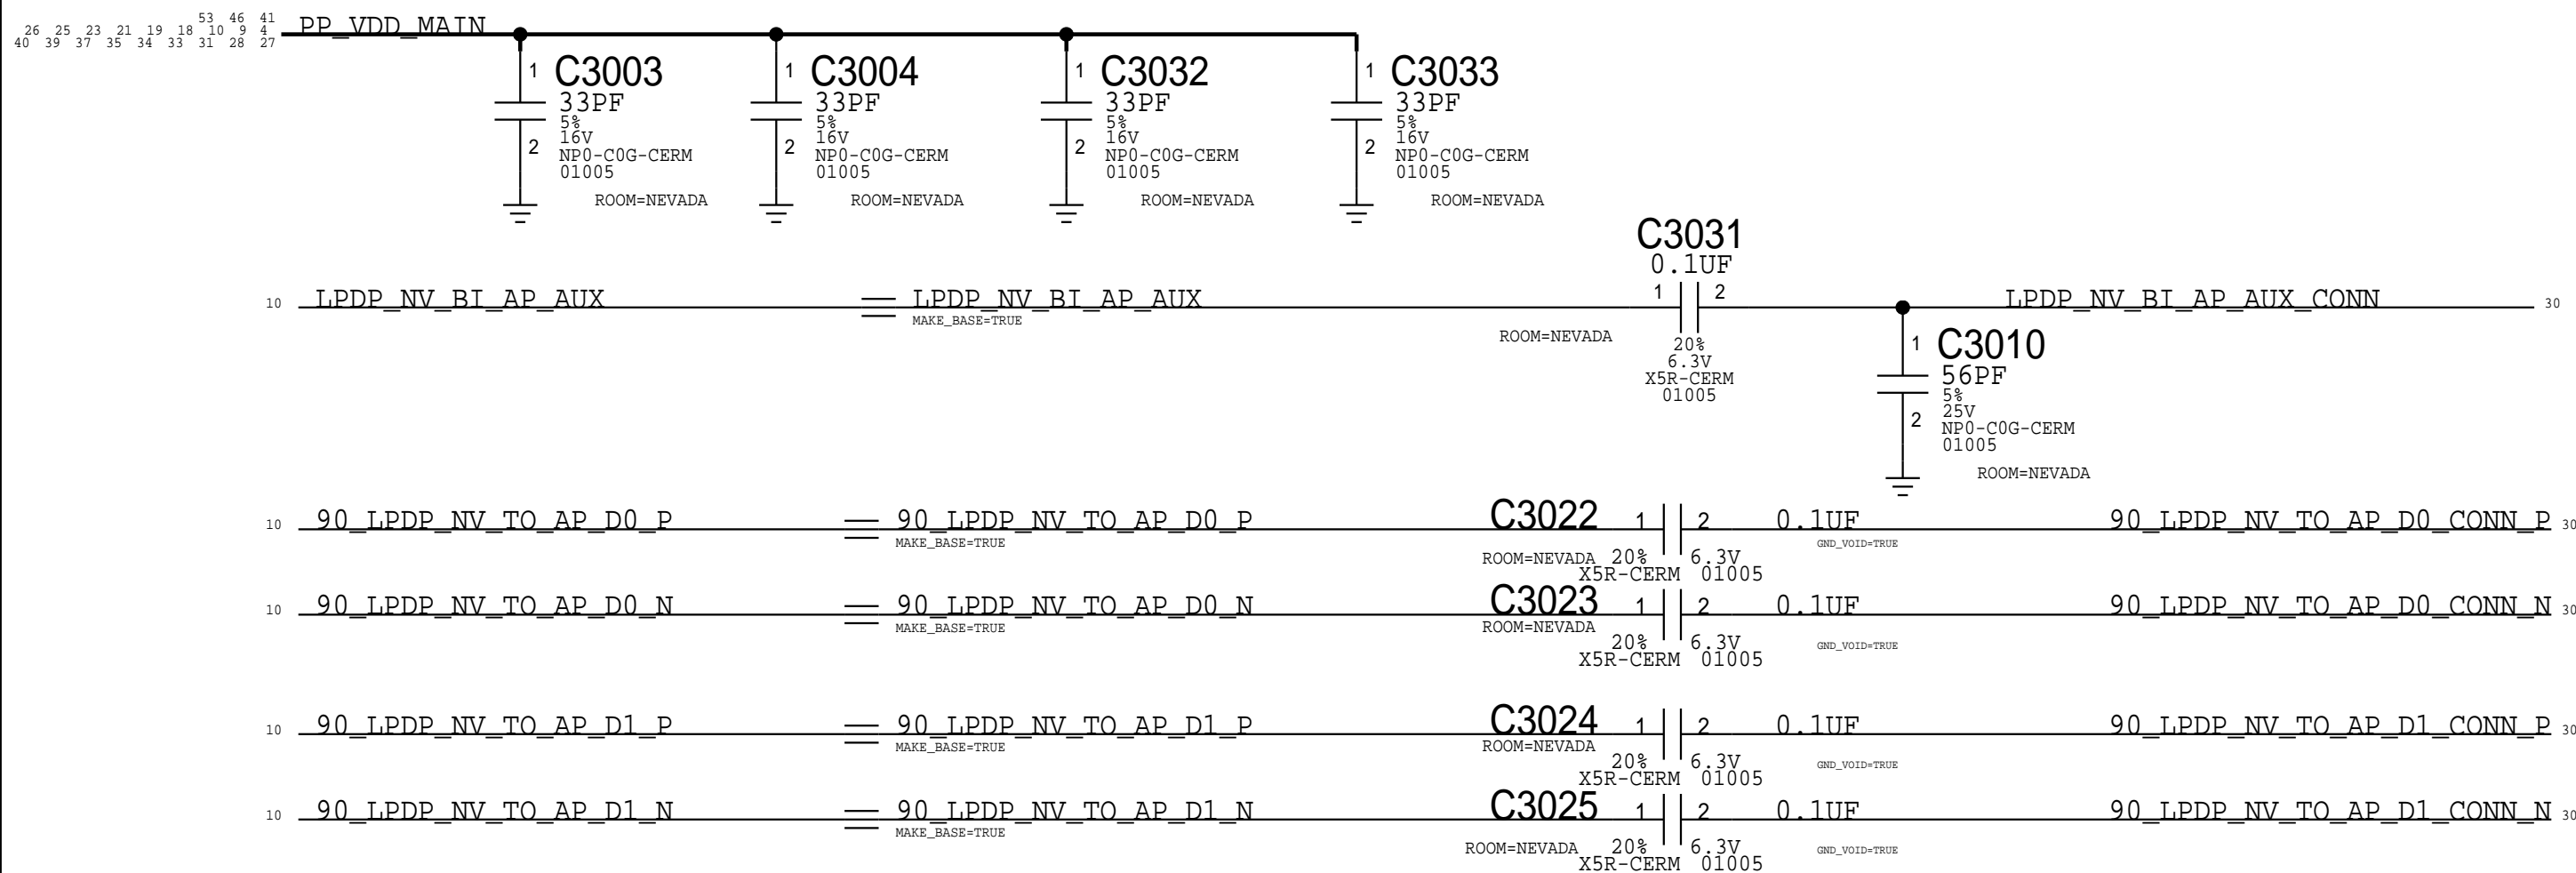 53 46 41
26 25 23 21 19 18 10 9 4
40 39 37 35 34 33 31 28 27
PP_VDD_MAIN
1 C3003
33PF
5%
16V
2 NP0-C0G-CERM
01005
ROOM=NEVADA
1 C3004
33PF
5%
16V
2 NP0-C0G-CERM
01005
ROOM=NEVADA
1 C3032
33PF
5%
16V
2 NP0-C0G-CERM
01005
ROOM=NEVADA
1 C3033
33PF
5%
16V
2 NP0-C0G-CERM
01005
ROOM=NEVADA
C3031
0.1UF
10 LPDP_NV_BI_AP_AUX LPDP_NV_BI_AP_AUX 1 2 LPDP_NV_BI_AP_AUX_CONN 30
MAKE_BASE=TRUE
ROOM=NEVADA
20%
6.3V
X5R-CERM
01005
1 C3010
56PF
5%
25V
2 NP0-C0G-CERM
01005
ROOM=NEVADA
10 90_LPDP_NV_TO_AP_D0_P 90_LPDP_NV_TO_AP_D0_P C3022 1 2 0.1UF 90_LPDP_NV_TO_AP_D0_CONN_P 30
MAKE_BASE=TRUE GND_VOID=TRUE
ROOM=NEVADA 20% 6.3V
X5R-CERM 01005
10 90_LPDP_NV_TO_AP_D0_N 90_LPDP_NV_TO_AP_D0_N C3023 1 2 0.1UF 90_LPDP_NV_TO_AP_D0_CONN_N 30
MAKE_BASE=TRUE ROOM=NEVADA
20% 6.3V GND_VOID=TRUE
X5R-CERM 01005
10 90_LPDP_NV_TO_AP_D1_P 90_LPDP_NV_TO_AP_D1_P C3024 1 2 0.1UF 90_LPDP_NV_TO_AP_D1_CONN_P 30
MAKE_BASE=TRUE ROOM=NEVADA
20% 6.3V GND_VOID=TRUE
X5R-CERM 01005
10 90_LPDP_NV_TO_AP_D1_N 90_LPDP_NV_TO_AP_D1_N C3025 1 2 0.1UF 90_LPDP_NV_TO_AP_D1_CONN_N 30
MAKE_BASE=TRUE
ROOM=NEVADA 20% 6.3V GND_VOID=TRUE
X5R-CERM 01005